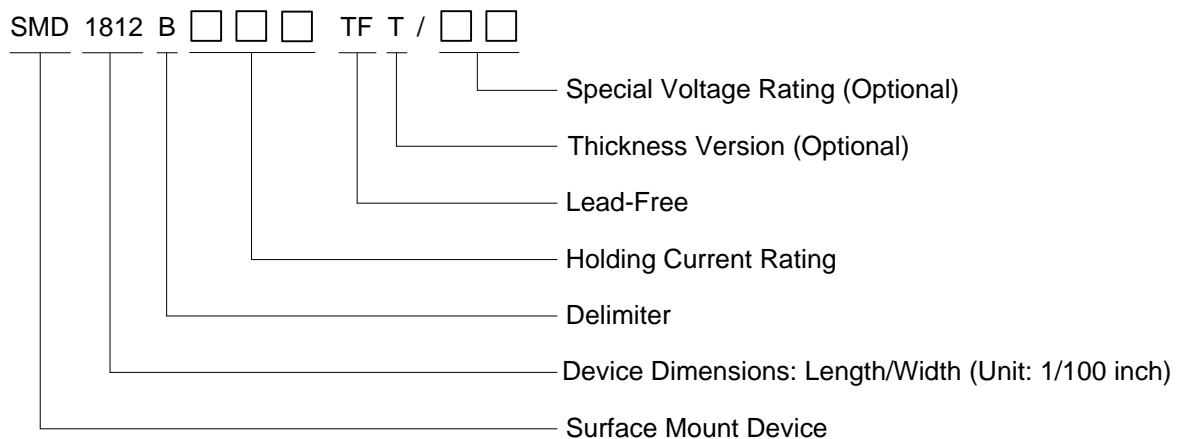 SMD 1812 B □ □ □ TF T / □ □
Special Voltage Rating (Optional)
Thickness Version (Optional)
Lead-Free
Holding Current Rating
Delimiter
Device Dimensions: Length/Width (Unit: 1/100 inch)
Surface Mount Device